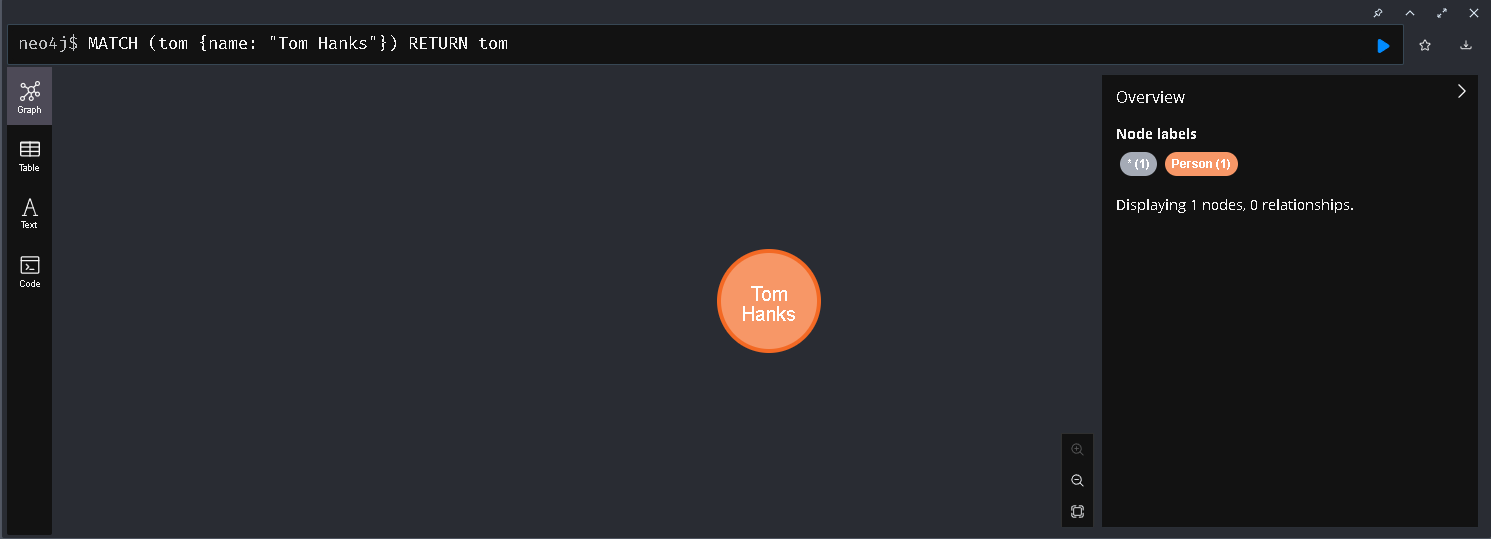 neo4j$ MATCH (tom {name: "Tom Hanks"}) RETURN tom
Graph
Table
Text
Code
Tom
Hanks
Overview
Node labels
* (1) Person (1)
Displaying 1 nodes, 0 relationships.